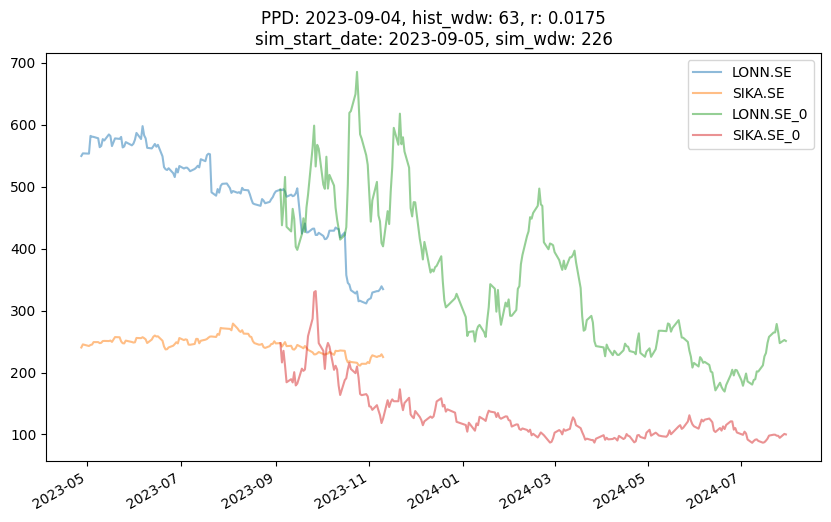 PPD: 2023-09-04, hist_wdw: 63, r: 0.0175
sim_start_date: 2023-09-05, sim_wdw: 226
LONN.SE
SIKA.SE
LONN.SE_0
SIKA.SE_0
700
600
500
400
300
200
100
2023-05
2023-07
2023-09
2023-11
2024-01
2024-03
2024-05
2024-07